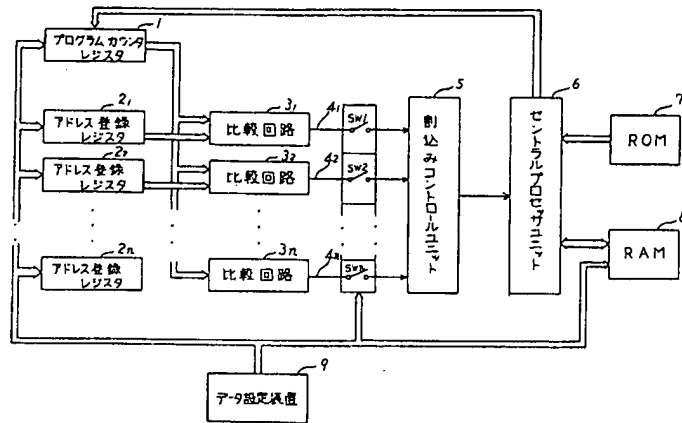 1
プログラムカウンタ
レジスタ
2₁
アドレス登録
レジスタ
2₂
アドレス登録
レジスタ
2n
アドレス登録
レジスタ
3₁
比較回路
3₂
比較回路
3n
比較回路
4₁
4₂
4n
SW1
SW2
SWn
5
割込みコントロールユニット
6
セントラルプロセッサユニット
7
ROM
8
RAM
9
データ設定装置